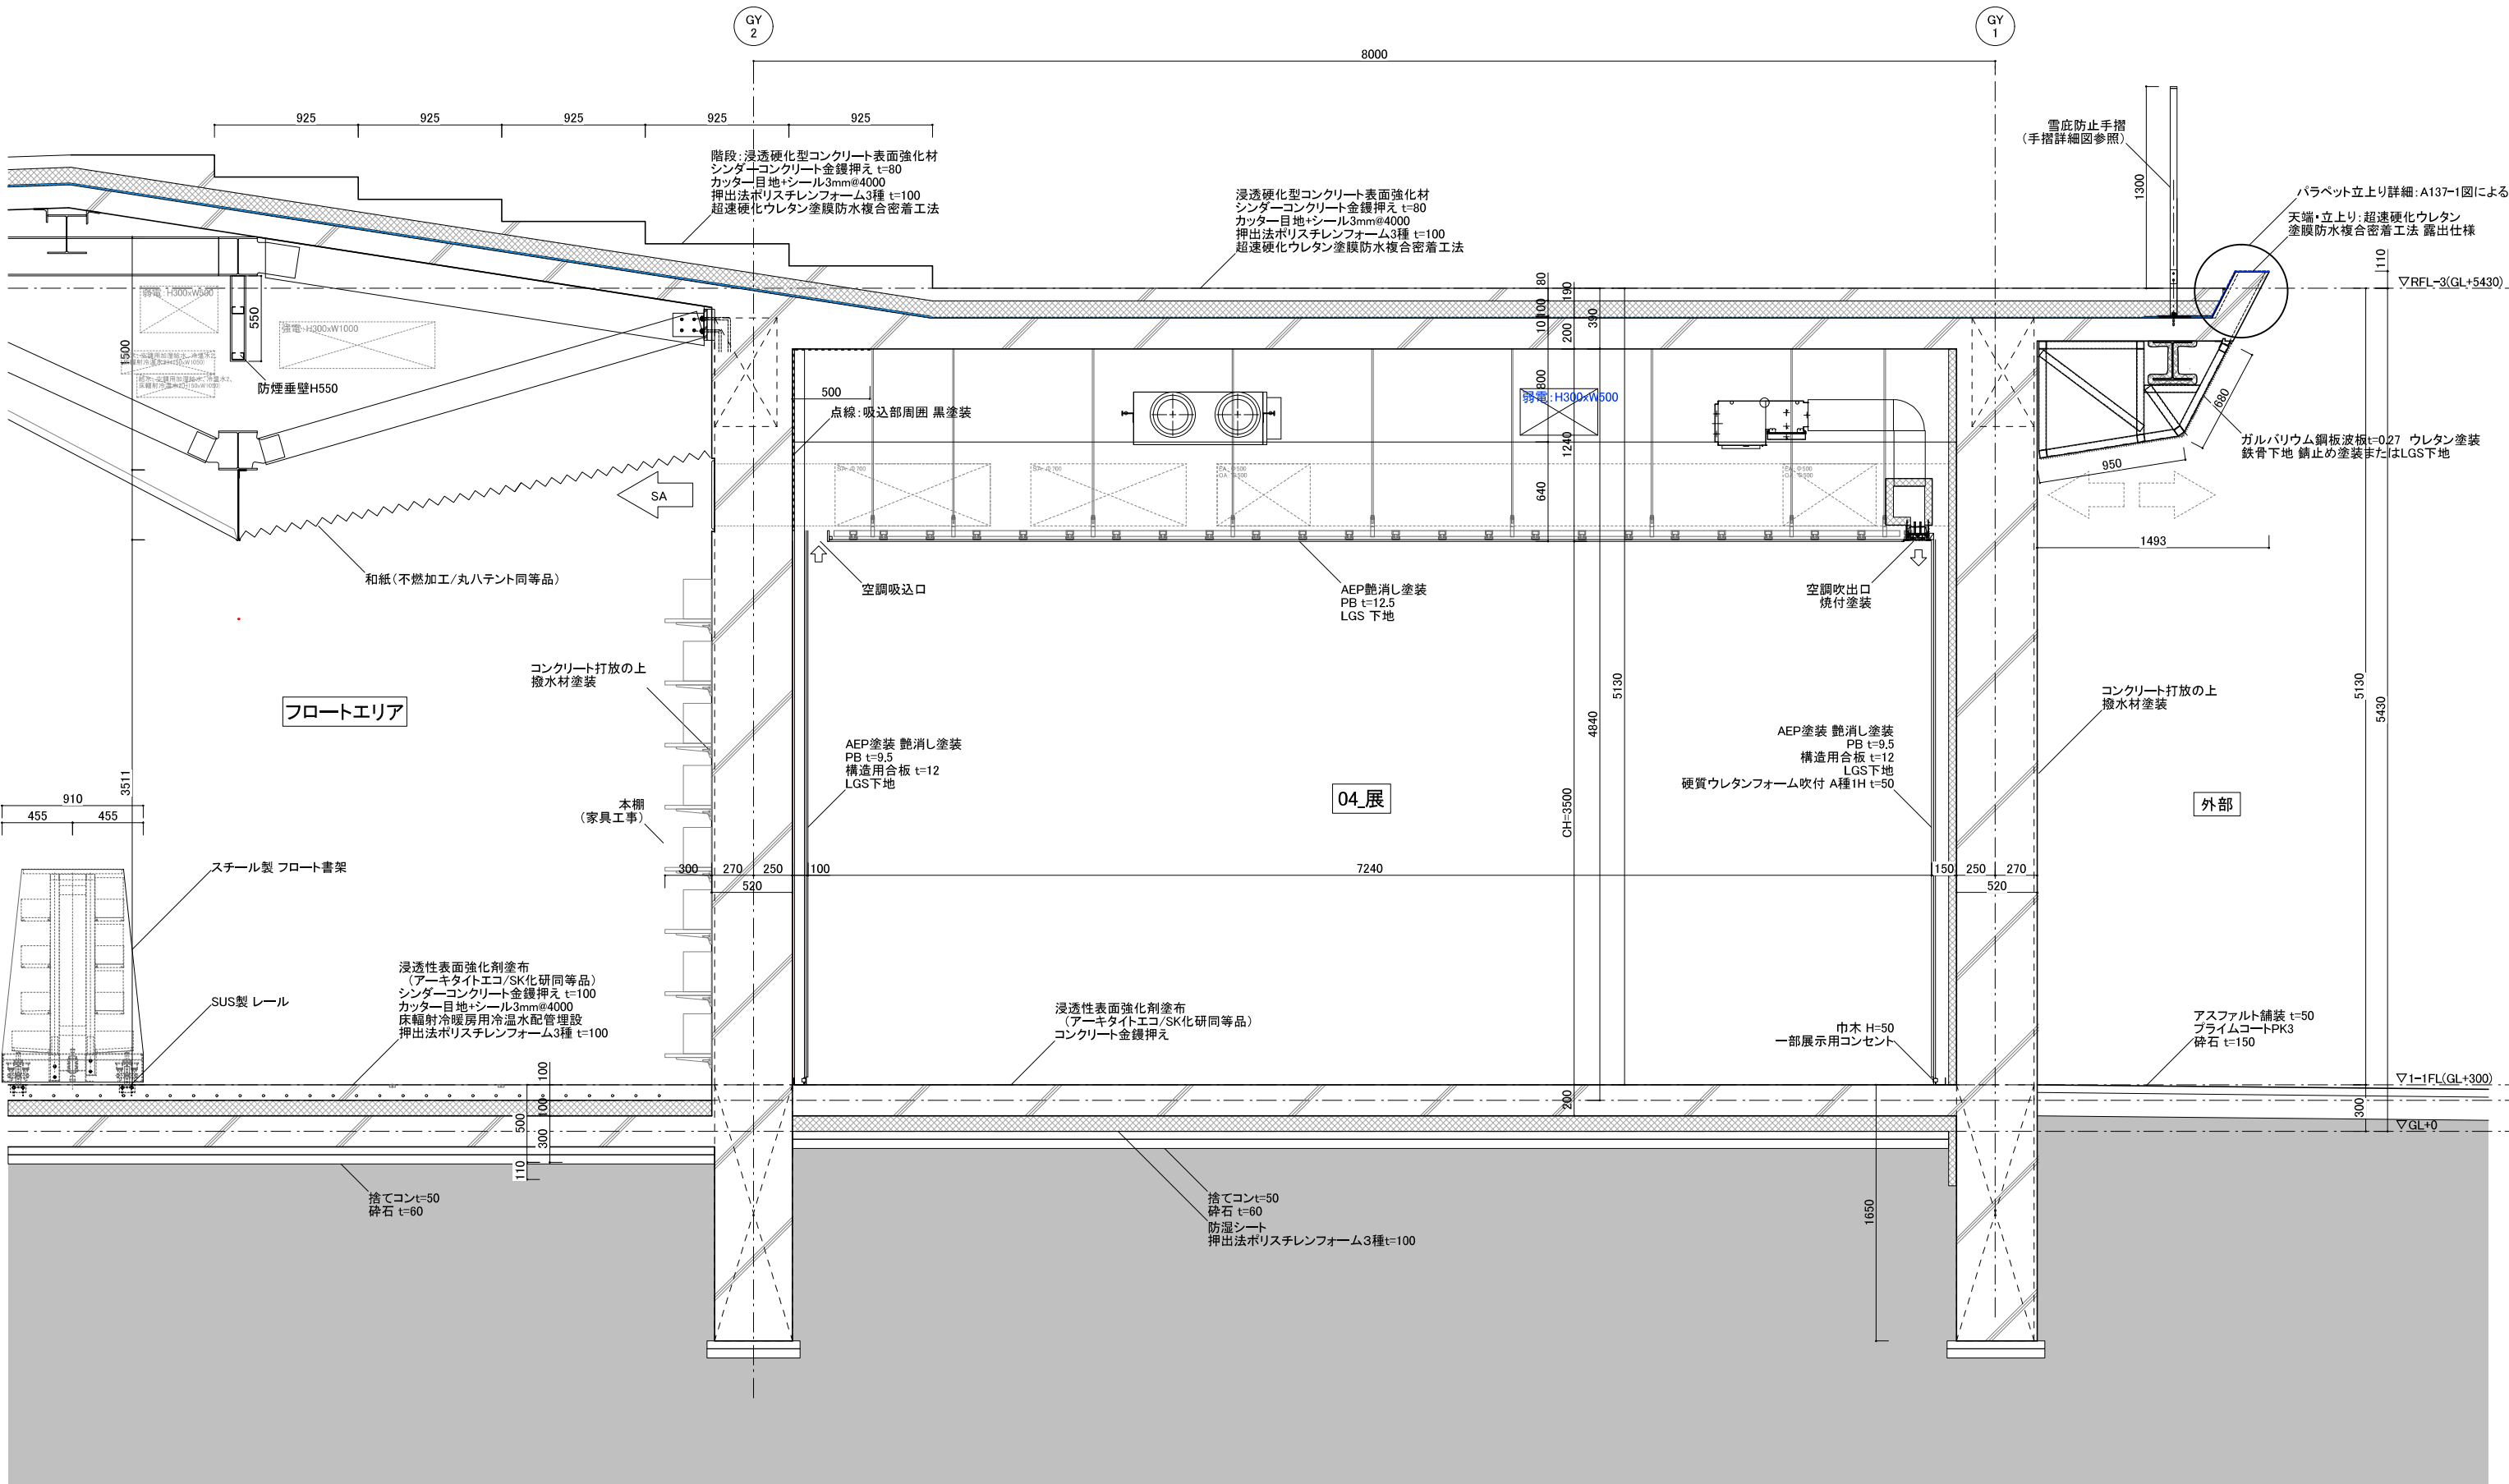 GY
2
GY
1
8000
925
925
925
925
925
階段：浸透硬化型コンクリート表面強化材
シンダーコンクリート金鏝押え t=80
カッター目地+シール3mm@4000
押出法ポリスチレンフォーム3種 t=100
超速硬化ウレタン塗膜防水複合密着工法
浸透硬化型コンクリート表面強化材
シンダーコンクリート金鏝押え t=80
カッター目地+シール3mm@4000
押出法ポリスチレンフォーム3種 t=100
超速硬化ウレタン塗膜防水複合密着工法
雪庇防止手摺
（手摺詳細図参照）
1300
パラペット立上り詳細：A137-1図による
天端・立上り：超速硬化ウレタン
塗膜防水複合密着工法 露出仕様
110
▽RFL-3(GL+5430)
弱電：H300xW500
強電：H300xW1000
550
1500
防煙垂壁H550
80
190
100
10
200
390
800
1240
640
500
点線：吸込部周囲 黒塗装
弱電：H300xW500
680
950
ガルバリウム鋼板波板t=0.27 ウレタン塗装
鉄骨下地 錆止め塗装またはLGS下地
SA
1493
和紙（不燃加工/丸八テント同等品）
空調吸込口
AEP艶消し塗装
PB t=12.5
LGS 下地
空調吹出口
焼付塗装
コンクリート打放の上
撥水材塗装
フロートエリア
3511
5130
4840
CH=3500
5130
5430
コンクリート打放の上
撥水材塗装
AEP塗装 艶消し塗装
PB t=9.5
構造用合板 t=12
LGS下地
AEP塗装 艶消し塗装
PB t=9.5
構造用合板 t=12
LGS下地
硬質ウレタンフォーム吹付 A種1H t=50
本棚
（家具工事）
04_展
外部
910
455
455
スチール製 フロート書架
300
270
250
100
520
7240
150
250
270
520
SUS製 レール
浸透性表面強化剤塗布
（アーキタイトエコ/SK化研同等品）
シンダーコンクリート金鏝押え t=100
カッター目地+シール3mm@4000
床輻射冷暖房用冷温水配管埋設
押出法ポリスチレンフォーム3種 t=100
浸透性表面強化剤塗布
（アーキタイトエコ/SK化研同等品）
コンクリート金鏝押え
巾木 H=50
一部展示用コンセント
アスファルト舗装 t=50
プライムコートPK3
砕石 t=150
▽1-1FL(GL+300)
100
100
500
300
110
200
300
▽GL+0
捨てコンt=50
砕石 t=60
捨てコンt=50
砕石 t=60
防湿シート
押出法ポリスチレンフォーム3種t=100
1650